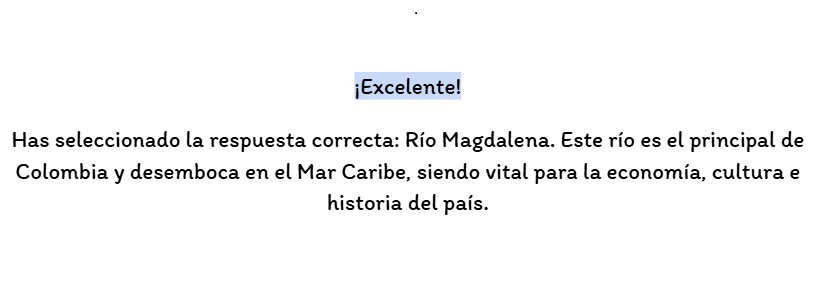 .
¡Excelente!
Has seleccionado la respuesta correcta: Río Magdalena. Este río es el principal de
Colombia y desemboca en el Mar Caribe, siendo vital para la economía, cultura e
historia del país.